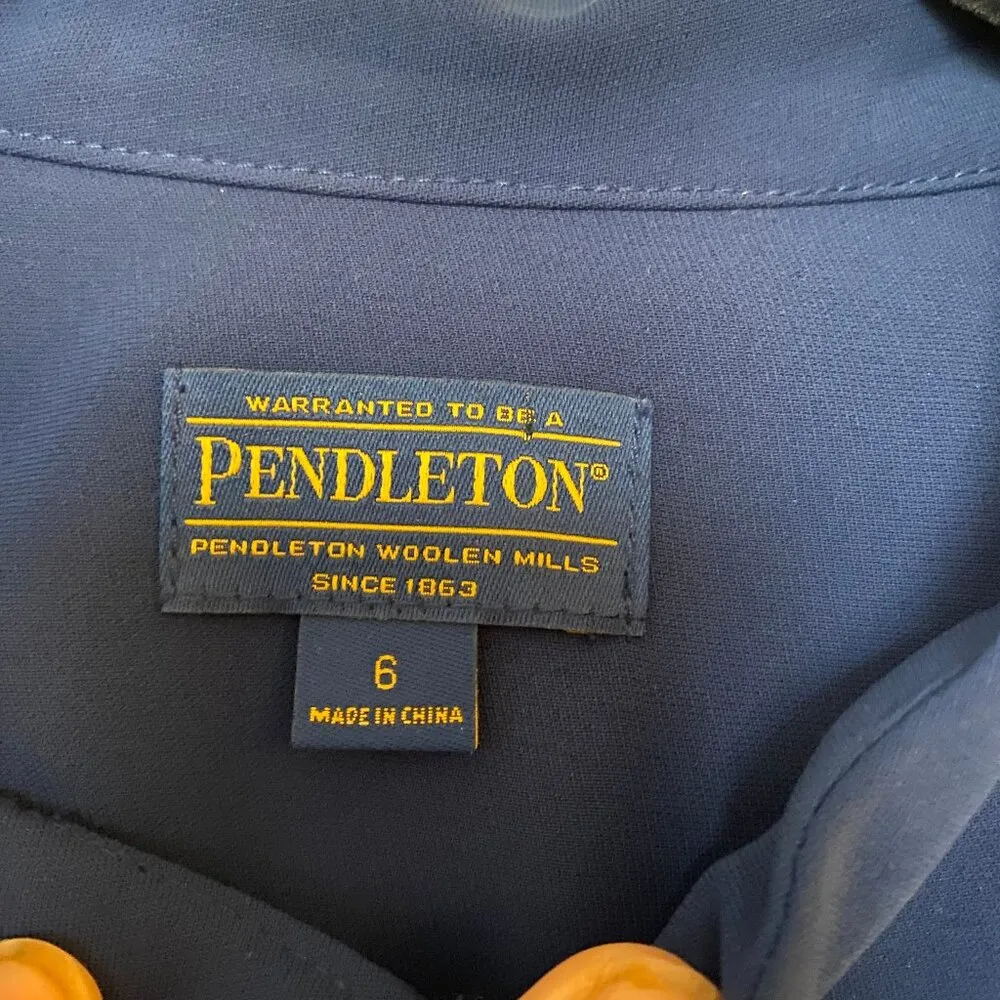 WARRANTED TO BE A
PENDLETON®
PENDLETON WOOLEN MILLS
SINCE 1863
6
MADE IN CHINA